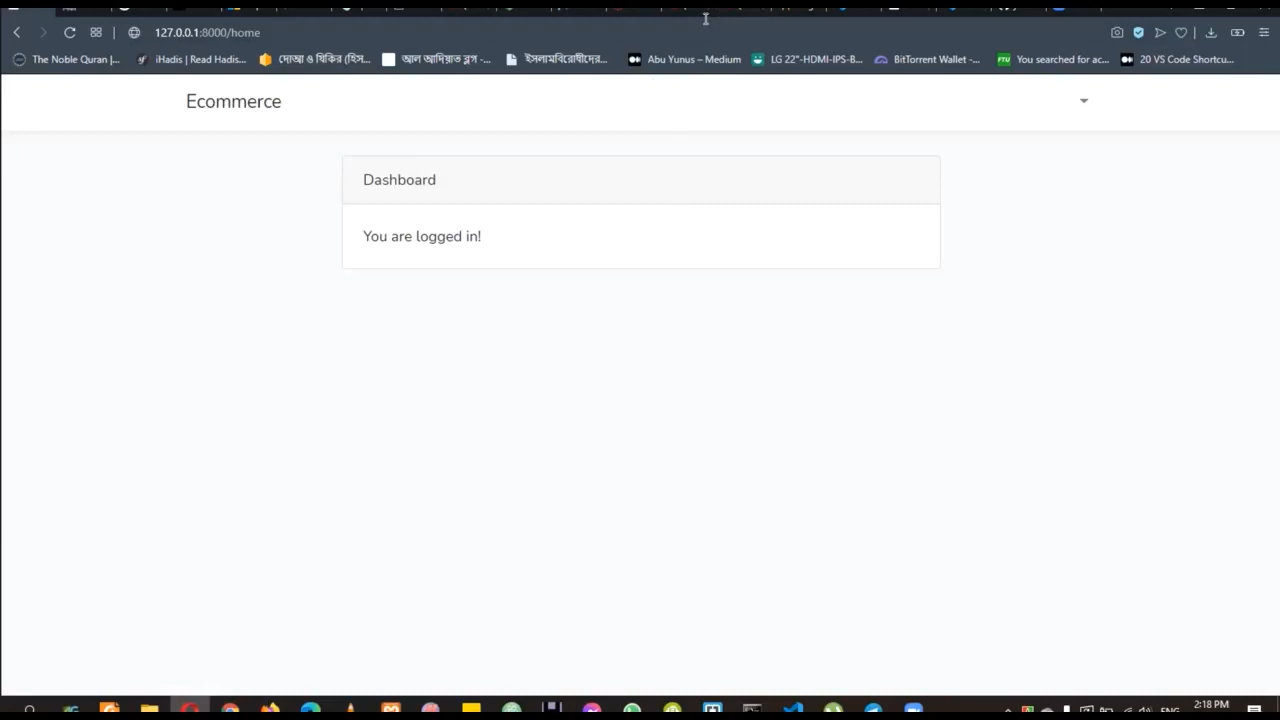 127.0.0.1:8000/home
The Noble Quran |... iHadis | Read Hadis... দোআ ও যিকির (হিস... আল আদিয়াত ব্লগ -... ইসলামবিরোধীদের... Abu Yunus – Medium LG 22"-HDMI-IPS-B... BitTorrent Wallet -... FTU You searched for ac... 20 VS Code Shortcu...
Ecommerce
Dashboard
You are logged in!
ENG 2:18 PM